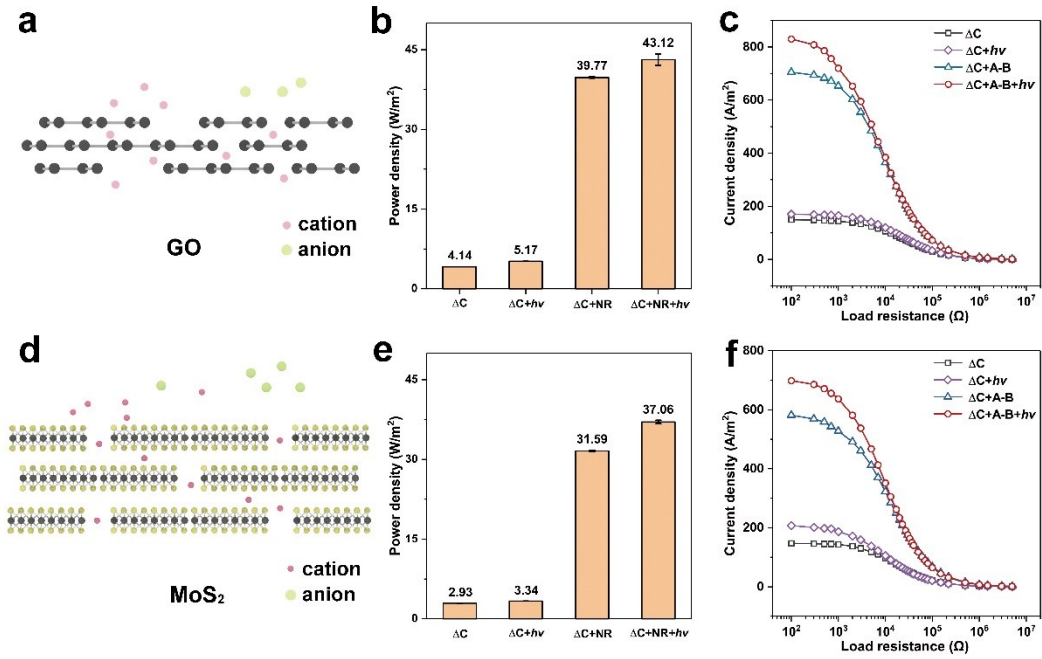 a
cation
anion
GO
b
Power density (W/m²)
45
30
15
0
4.14
5.17
39.77
43.12
ΔC
ΔC+hv
ΔC+NR
ΔC+NR+hv
c
Current density (A/m²)
800
600
400
200
0
ΔC
ΔC+hv
ΔC+A-B
ΔC+A-B+hv
10² 10³ 10⁴ 10⁵ 10⁶ 10⁷
Load resistance (Ω)
d
cation
anion
MoS₂
e
Power density (W/m²)
45
30
15
0
2.93
3.34
31.59
37.06
ΔC
ΔC+hv
ΔC+NR
ΔC+NR+hv
f
Current density (A/m²)
800
600
400
200
0
ΔC
ΔC+hv
ΔC+A-B
ΔC+A-B+hv
10² 10³ 10⁴ 10⁵ 10⁶ 10⁷
Load resistance (Ω)